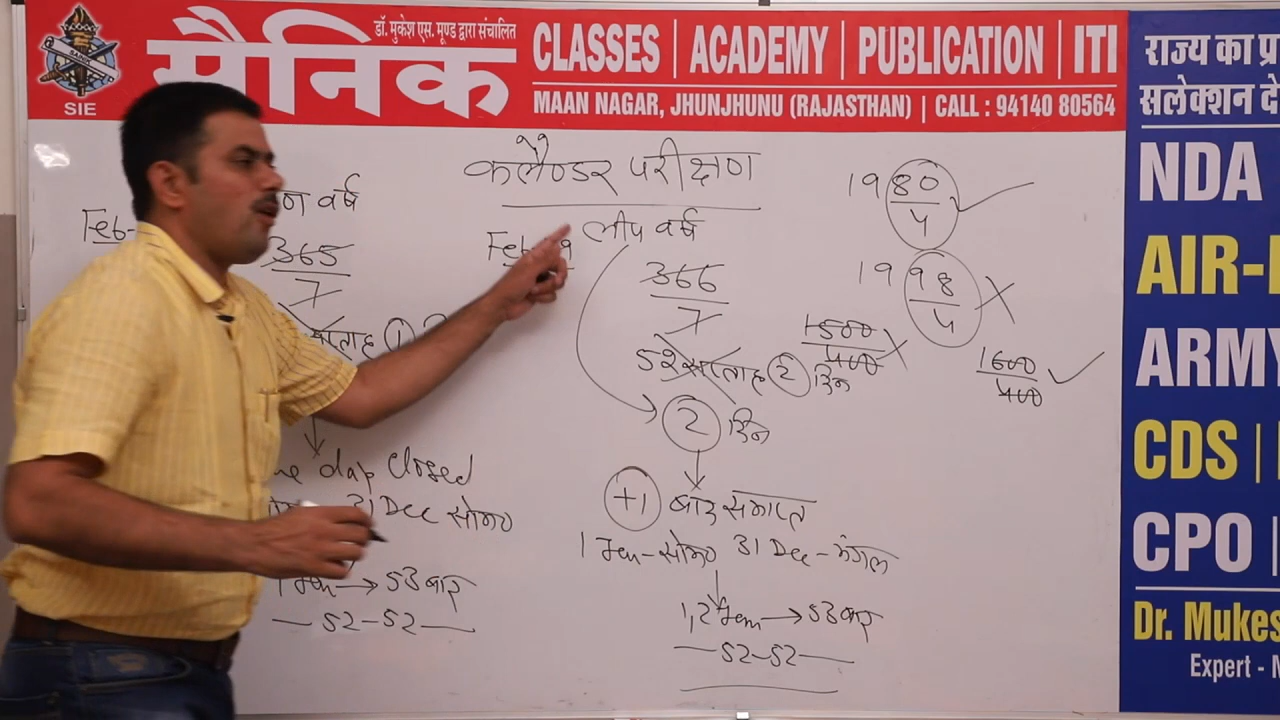 डॉ. मुकेश एस. मूण्ड द्वारा संचालित
सैनिक
CLASSES | ACADEMY | PUBLICATION | ITI
MAAN NAGAR, JHUNJHUNU (RAJASTHAN) | CALL : 94140 80564
SIE
राज्य का प्र
सलेक्शन दे
NDA
AIR-
ARMY
CDS |
CPO |
Dr. Mukes
Expert -
कलैण्डर परीक्षण
वर्ष
Feb-
365
7
1
day closed
31 Dec सोम०
1 Jan → 53 बार
— 52-52 —
लीप वर्ष
Feb
366
7
52 सप्ताह 2 दिन
2 दिन
+1 बाद समाप्त
1 Jan-सोम० 31 Dec-मंगल
1,2 Jan → 53 बार
— 52-52 —
1980
4
1998
4
1500
400
1600
400